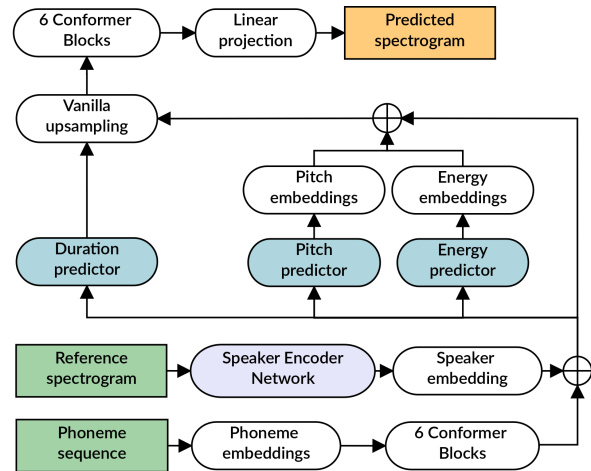 6 Conformer
Blocks
Linear
projection
Predicted
spectrogram
Vanilla
upsampling
Pitch
embeddings
Energy
embeddings
Duration
predictor
Pitch
predictor
Energy
predictor
Reference
spectrogram
Speaker Encoder
Network
Speaker
embedding
Phoneme
sequence
Phoneme
embeddings
6 Conformer
Blocks